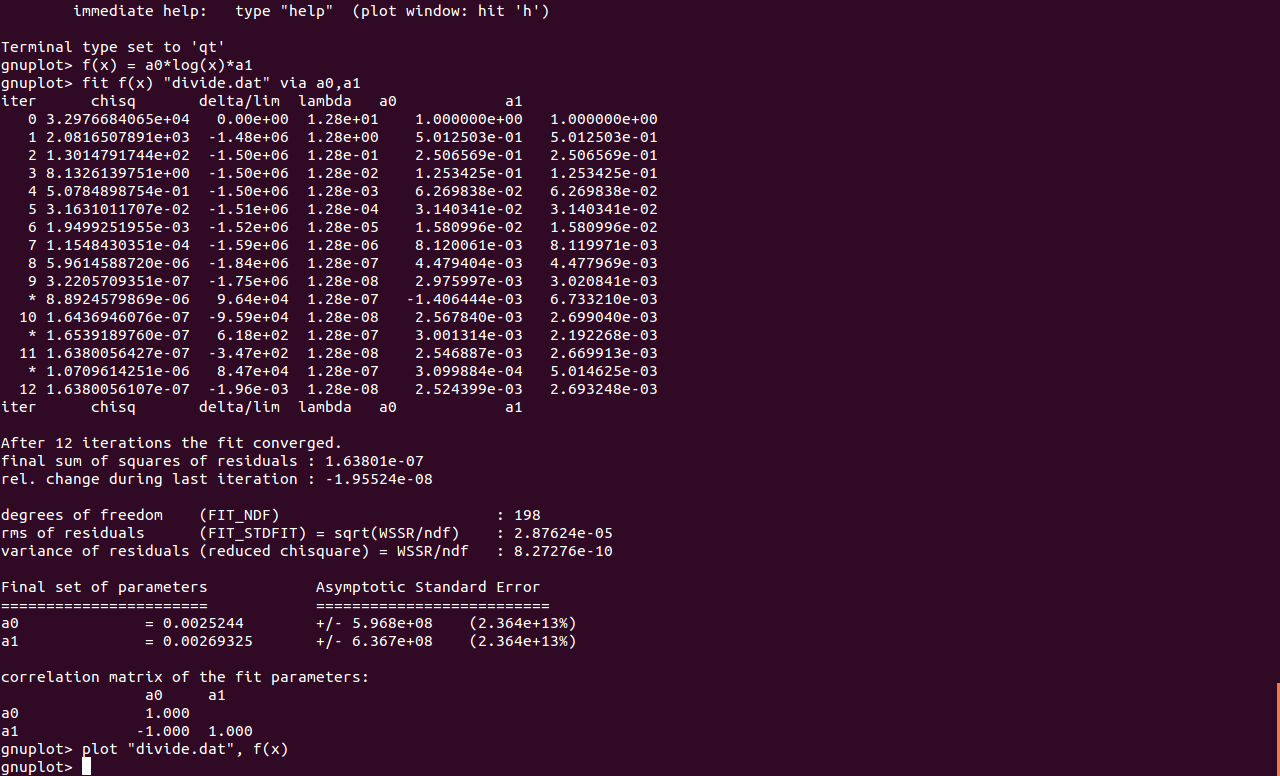 immediate help:   type "help"  (plot window: hit 'h')
Terminal type set to 'qt'
gnuplot> f(x) = a0*log(x)*a1
gnuplot> fit f(x) "divide.dat" via a0,a1
iter      chisq       delta/lim  lambda   a0            a1
   0 3.2976684065e+04   0.00e+00  1.28e+01    1.000000e+00   1.000000e+00
   1 2.0816507891e+03  -1.48e+06  1.28e+00    5.012503e-01   5.012503e-01
   2 1.3014791744e+02  -1.50e+06  1.28e-01    2.506569e-01   2.506569e-01
   3 8.1326139751e+00  -1.50e+06  1.28e-02    1.253425e-01   1.253425e-01
   4 5.0784898754e-01  -1.50e+06  1.28e-03    6.269838e-02   6.269838e-02
   5 3.1631011707e-02  -1.51e+06  1.28e-04    3.140341e-02   3.140341e-02
   6 1.9499251955e-03  -1.52e+06  1.28e-05    1.580996e-02   1.580996e-02
   7 1.1548430351e-04  -1.59e+06  1.28e-06    8.120061e-03   8.119971e-03
   8 5.9614588720e-06  -1.84e+06  1.28e-07    4.479404e-03   4.477969e-03
   9 3.2205709351e-07  -1.75e+06  1.28e-08    2.975997e-03   3.020841e-03
   * 8.8924579869e-06   9.64e+04  1.28e-07   -1.406444e-03   6.733210e-03
  10 1.6436946076e-07  -9.59e+04  1.28e-08    2.567840e-03   2.699040e-03
   * 1.6539189760e-07   6.18e+02  1.28e-07    3.001314e-03   2.192268e-03
  11 1.6380056427e-07  -3.47e+02  1.28e-08    2.546887e-03   2.669913e-03
   * 1.0709614251e-06   8.47e+04  1.28e-07    3.099884e-04   5.014625e-03
  12 1.6380056107e-07  -1.96e-03  1.28e-08    2.524399e-03   2.693248e-03
iter      chisq       delta/lim  lambda   a0            a1
After 12 iterations the fit converged.
final sum of squares of residuals : 1.63801e-07
rel. change during last iteration : -1.95524e-08
degrees of freedom    (FIT_NDF)                        : 198
rms of residuals      (FIT_STDFIT) = sqrt(WSSR/ndf)    : 2.87624e-05
variance of residuals (reduced chisquare) = WSSR/ndf   : 8.27276e-10
Final set of parameters            Asymptotic Standard Error
=======================            ==========================
a0              = 0.0025244        +/- 5.968e+08    (2.364e+13%)
a1              = 0.00269325       +/- 6.367e+08    (2.364e+13%)
correlation matrix of the fit parameters:
                a0     a1
a0              1.000
a1             -1.000  1.000
gnuplot> plot "divide.dat", f(x)
gnuplot>